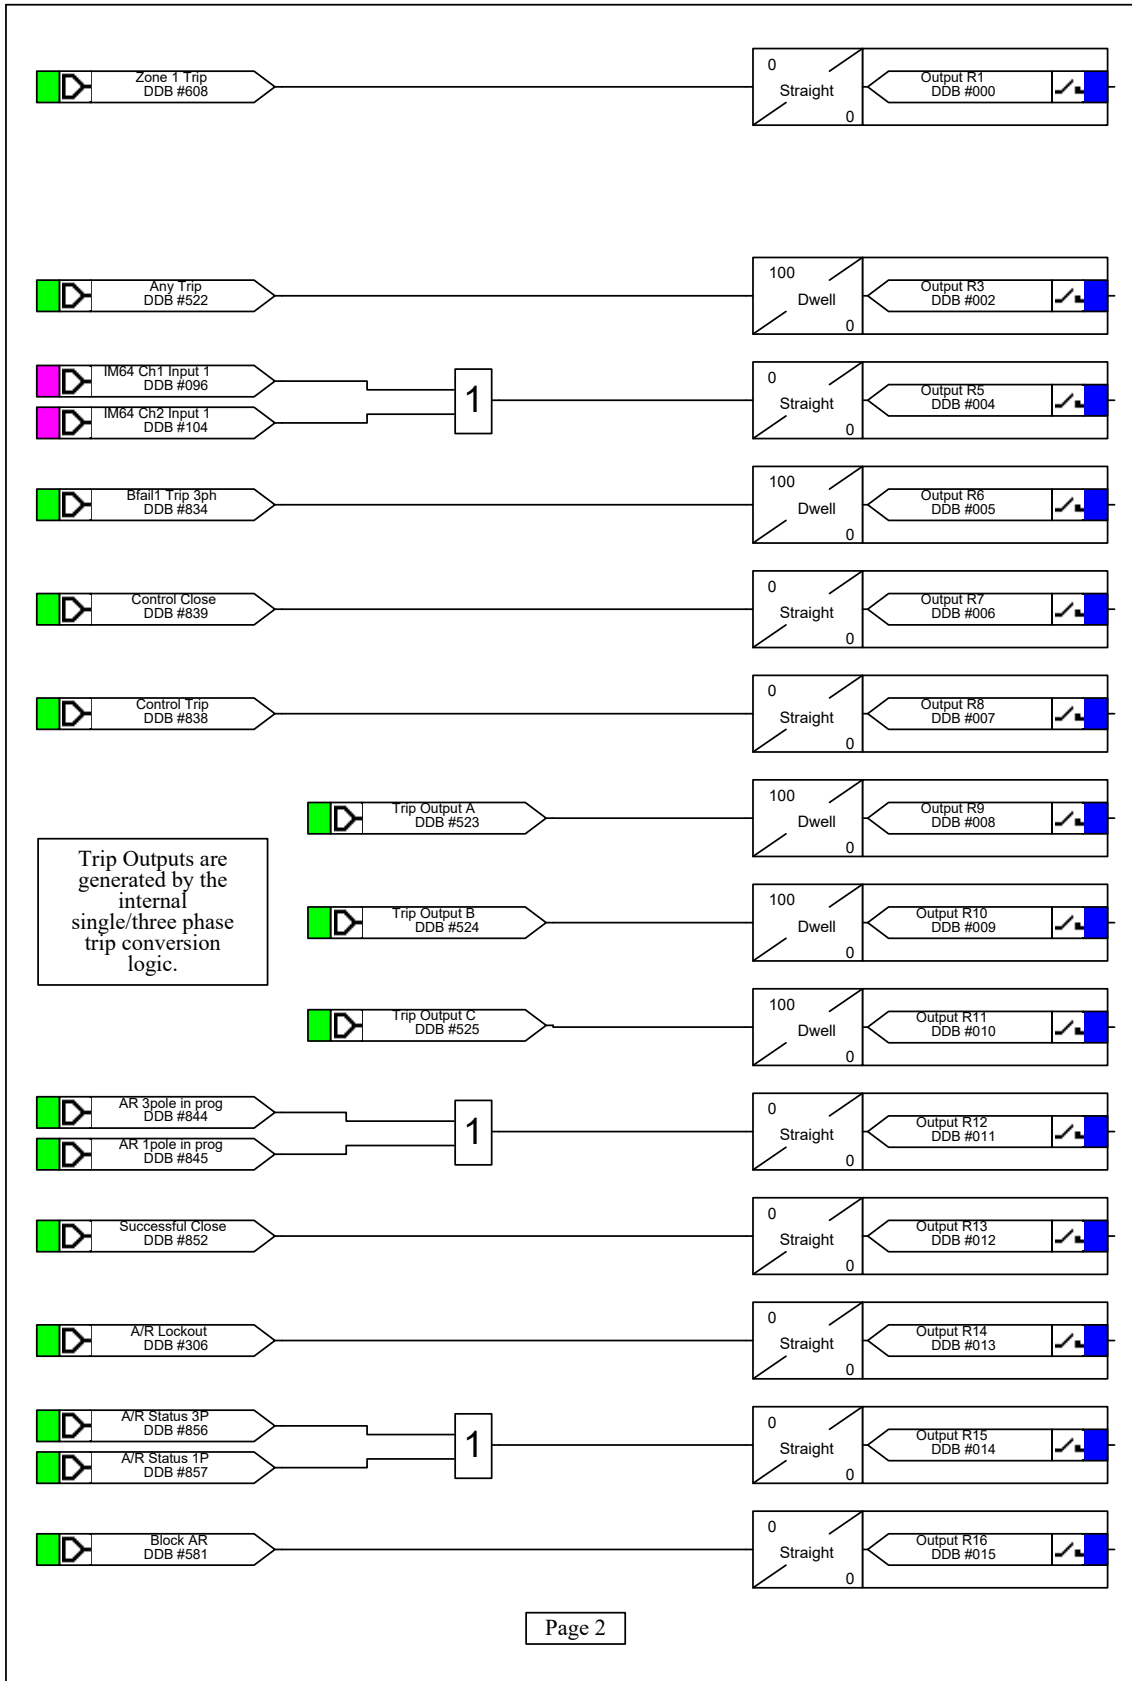 Zone 1 Trip
DDB #608
0
Straight
0
Output R1
DDB #000
Any Trip
DDB #522
100
Dwell
0
Output R3
DDB #002
IM64 Ch1 Input 1
DDB #096
IM64 Ch2 Input 1
DDB #104
1
0
Straight
0
Output R5
DDB #004
Bfail1 Trip 3ph
DDB #834
100
Dwell
0
Output R6
DDB #005
Control Close
DDB #839
0
Straight
0
Output R7
DDB #006
Control Trip
DDB #838
0
Straight
0
Output R8
DDB #007
Trip Output A
DDB #523
100
Dwell
0
Output R9
DDB #008
Trip Outputs are
generated by the
internal
single/three phase
trip conversion
logic.
Trip Output B
DDB #524
100
Dwell
0
Output R10
DDB #009
Trip Output C
DDB #525
100
Dwell
0
Output R11
DDB #010
AR 3pole in prog
DDB #844
AR 1pole in prog
DDB #845
1
0
Straight
0
Output R12
DDB #011
Successful Close
DDB #852
0
Straight
0
Output R13
DDB #012
A/R Lockout
DDB #306
0
Straight
0
Output R14
DDB #013
A/R Status 3P
DDB #856
A/R Status 1P
DDB #857
1
0
Straight
0
Output R15
DDB #014
Block AR
DDB #581
0
Straight
0
Output R16
DDB #015
Page 2